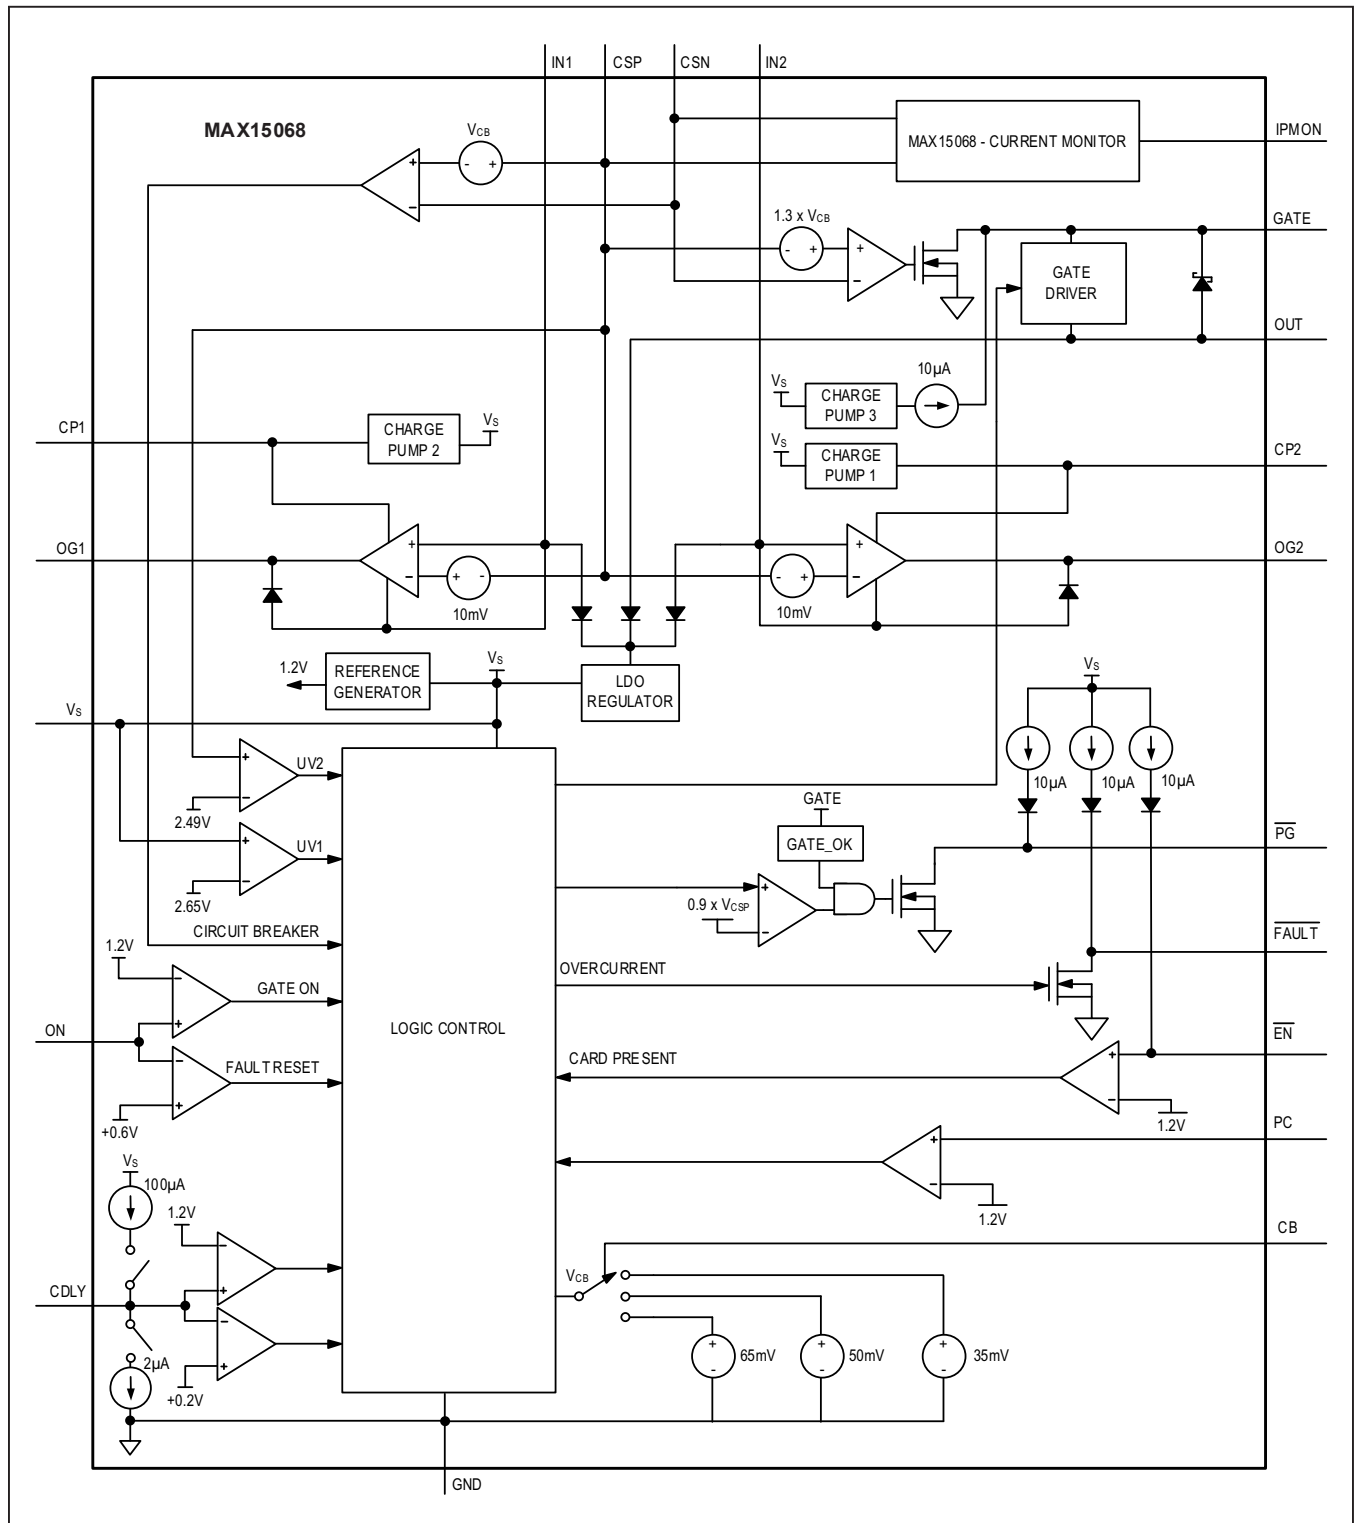 IN1
CSP
CSN
IN2
MAX15068
VCB
- +
+
-
MAX15068 - CURRENT MONITOR
IPMON
1.3 x VCB
- +
+
-
GATE
GATE
DRIVER
OUT
VS
CHARGE
PUMP 3
10µA
CP1
CHARGE
PUMP 2
VS
VS
CHARGE
PUMP 1
CP2
OG1
+
-
+ -
10mV
- +
10mV
+
-
OG2
1.2V
REFERENCE
GENERATOR
VS
LDO
REGULATOR
VS
VS
10µA
10µA
10µA
+
-
UV2
2.49V
+
-
UV1
2.65V
GATE
GATE_OK
PG
0.9 x VCSP
+
-
CIRCUIT BREAKER
1.2V
-
+
GATE ON
OVERCURRENT
FAULT
ON
LOGIC CONTROL
-
+
FAULT RESET
+0.6V
CARD PRESENT
+
-
1.2V
EN
PC
+
-
1.2V
VS
100µA
1.2V
-
+
CDLY
-
+
2µA
+0.2V
CB
VCB
+
-
65mV
+
-
50mV
+
-
35mV
GND